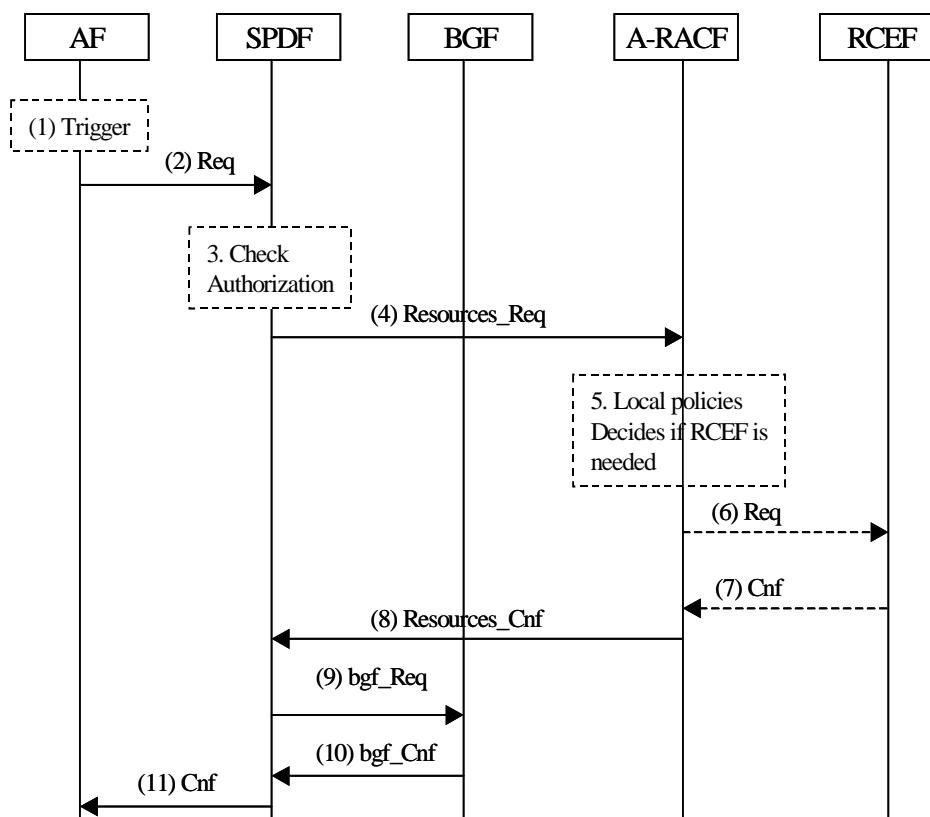 AF
SPDF
BGF
A-RACF
RCEF
(1) Trigger
(2) Req
3. Check
Authorization
(4) Resources_Req
5. Local policies
Decides if RCEF is
needed
(6) Req
(7) Cnf
(8) Resources_Cnf
(9) bgf_Req
(10) bgf_Cnf
(11) Cnf